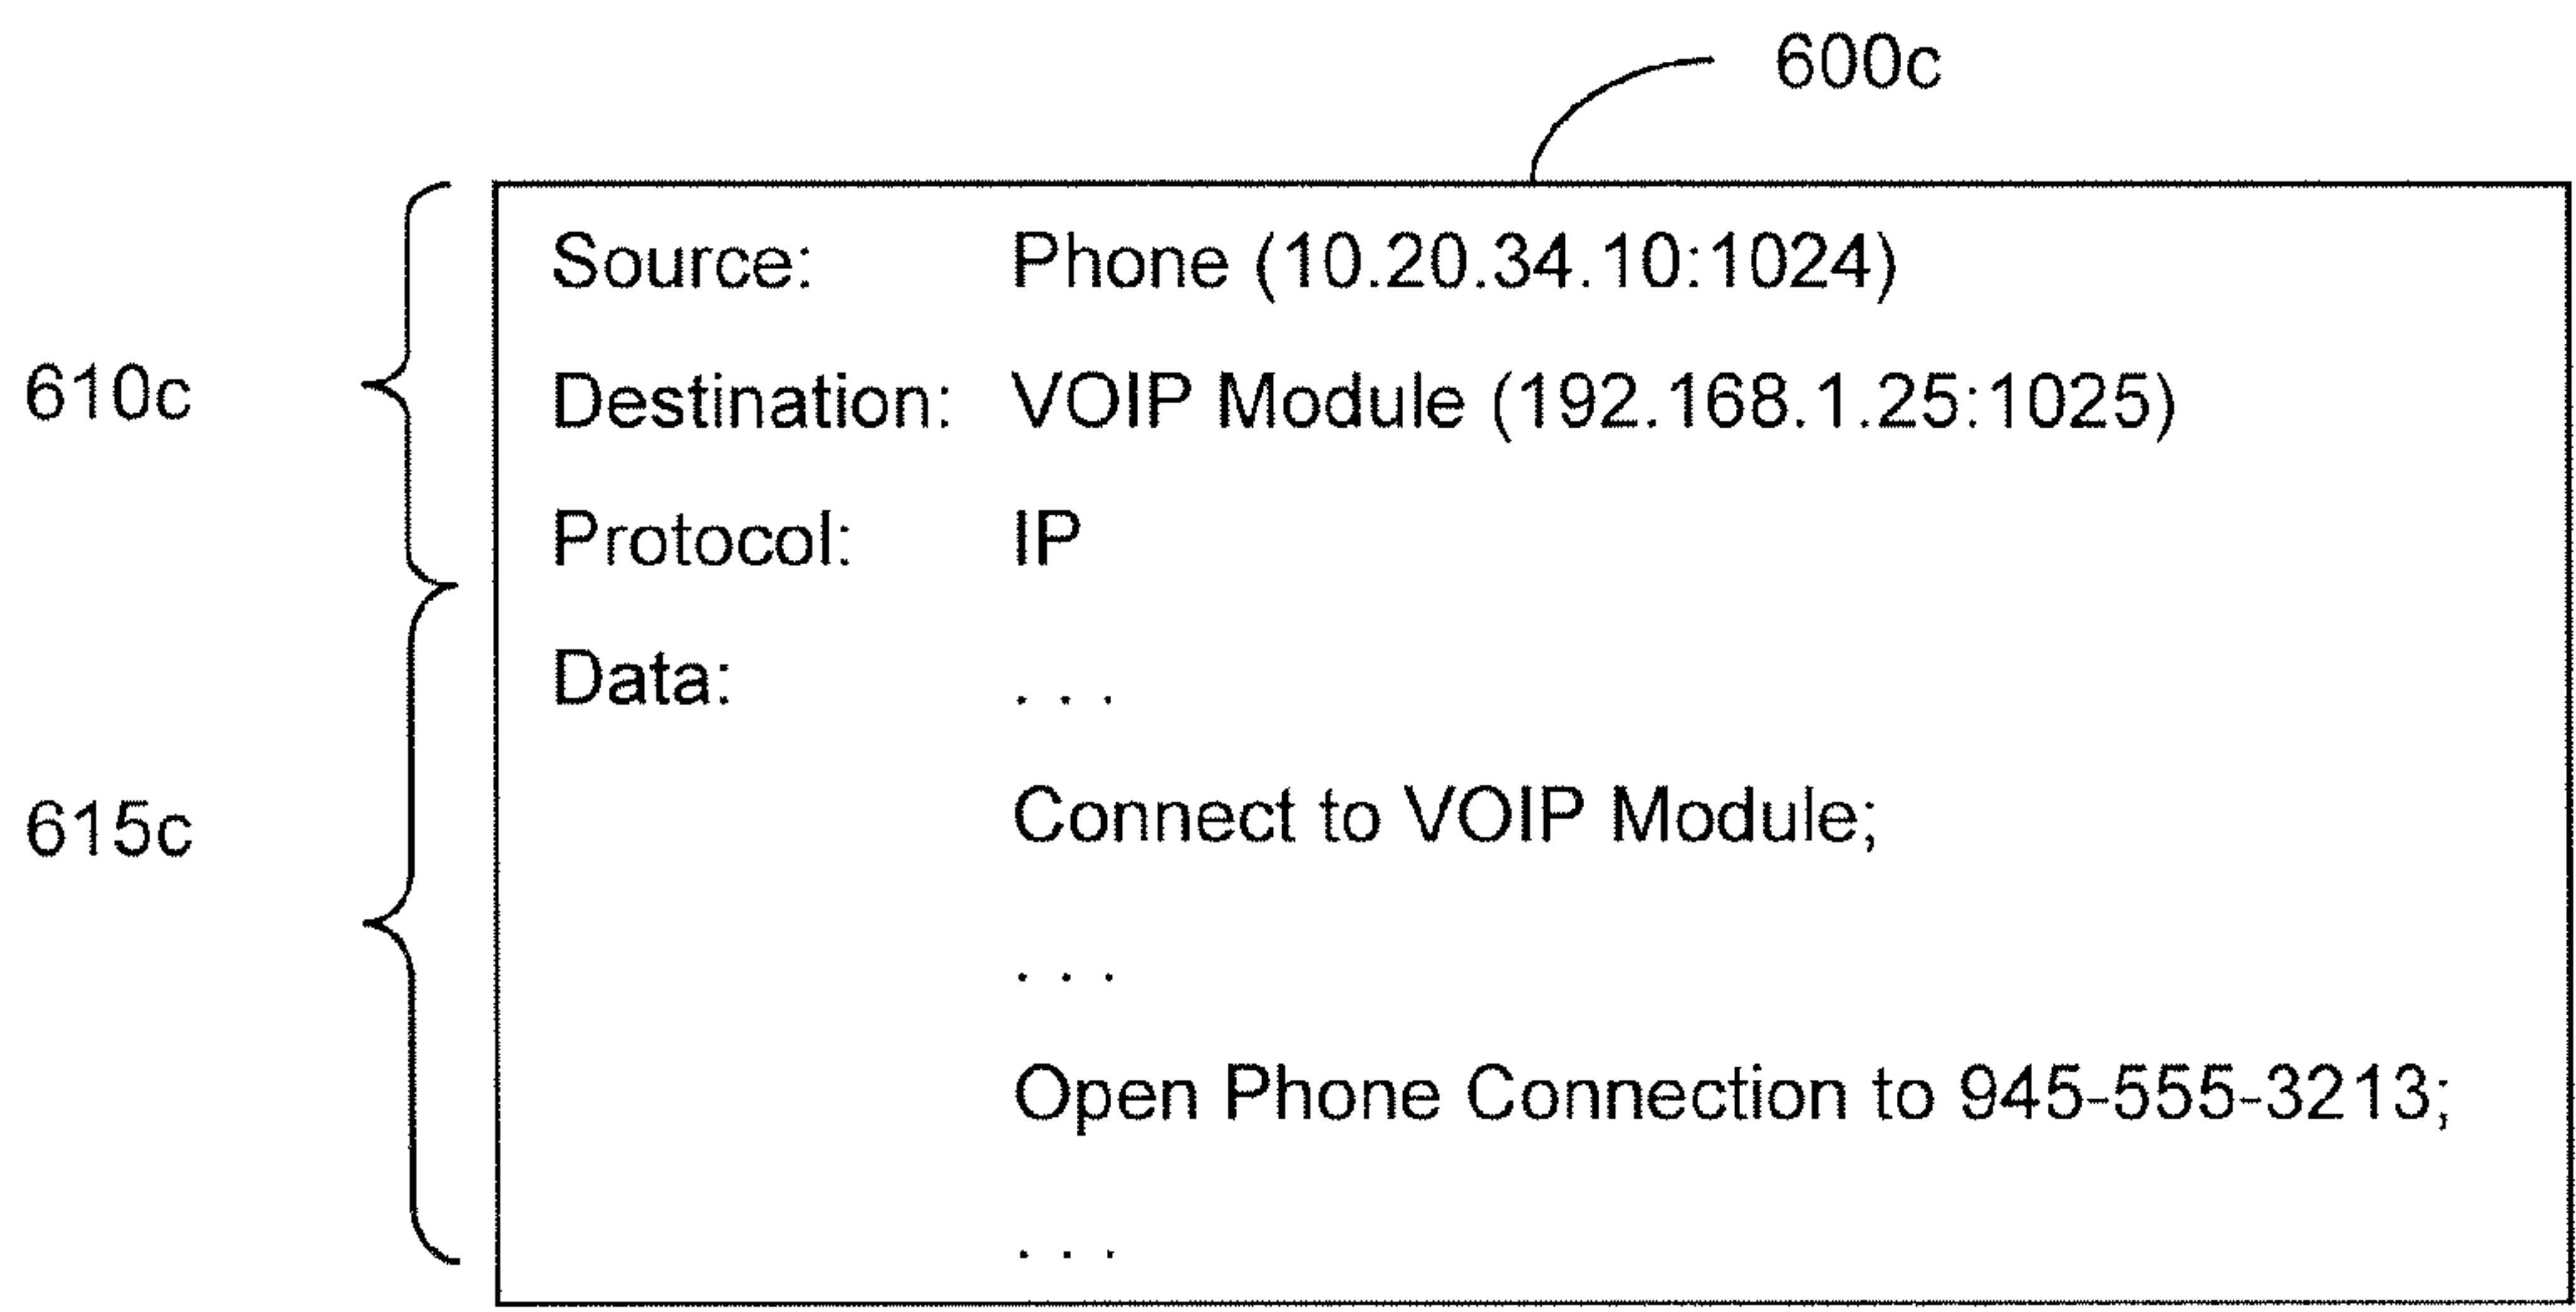 600c
Source: Phone (10.20.34.10:1024)
610c
Destination: VOIP Module (192.168.1.25:1025)
Protocol: IP
Data: . . .
615c
Connect to VOIP Module;
. . .
Open Phone Connection to 945-555-3213;
. . .